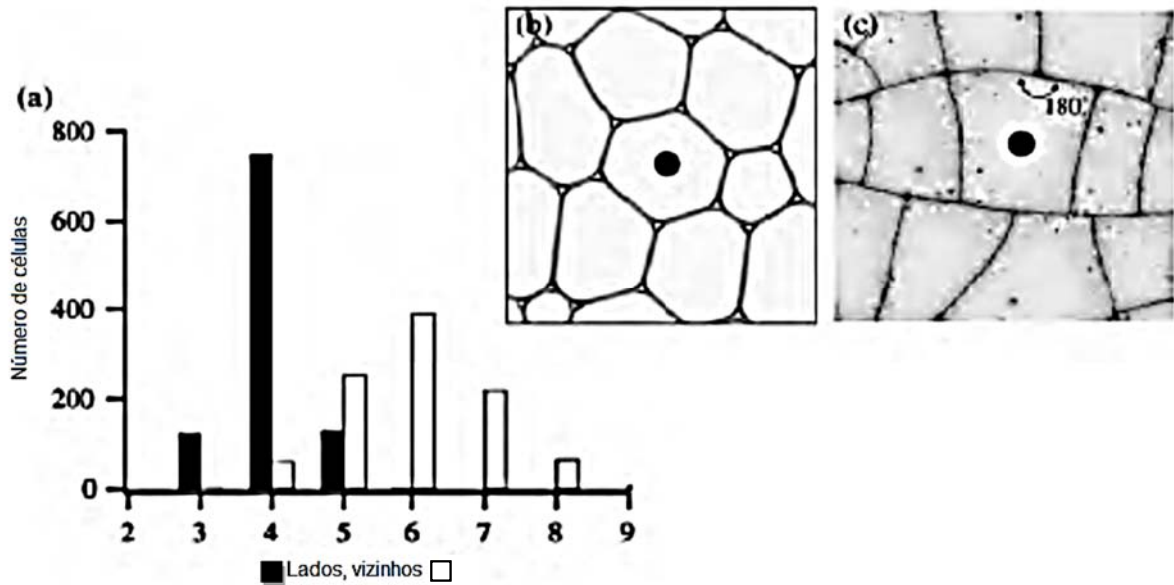 (a)
Número de células
800
600
400
200
0
2 3 4 5 6 7 8 9
Lados, vizinhos
(b)
(c)
180°